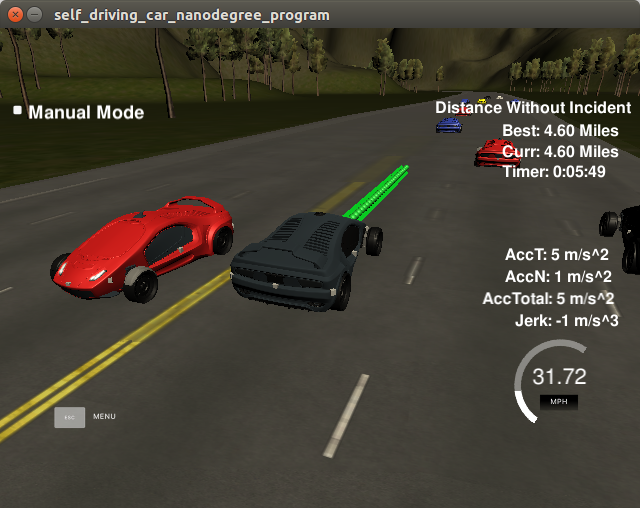 self_driving_car_nanodegree_program
Manual Mode
Distance Without Incident
Best: 4.60 Miles
Curr: 4.60 Miles
Timer: 0:05:49
AccT: 5 m/s^2
AccN: 1 m/s^2
AccTotal: 5 m/s^2
Jerk: -1 m/s^3
31.72
MPH
ESC MENU